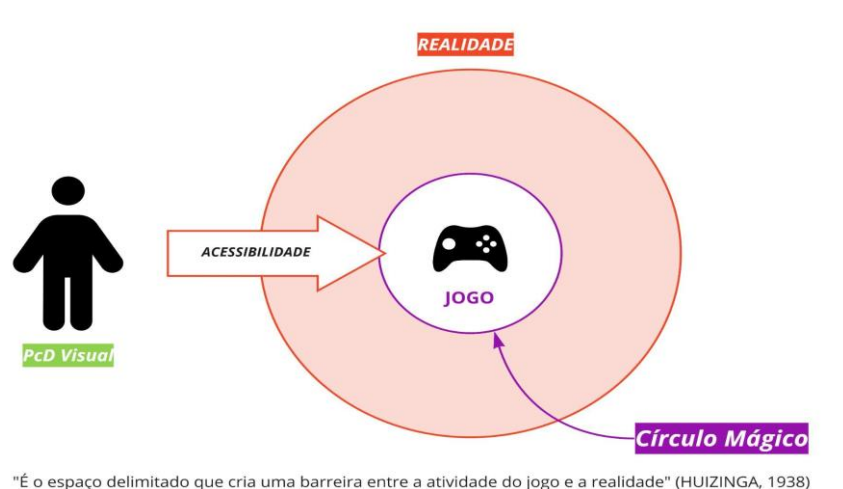 REALIDADE
ACESSIBILIDADE
JOGO
PcD Visual
Círculo Mágico
"É o espaço delimitado que cria uma barreira entre a atividade do jogo e a realidade" (HUIZINGA, 1938)